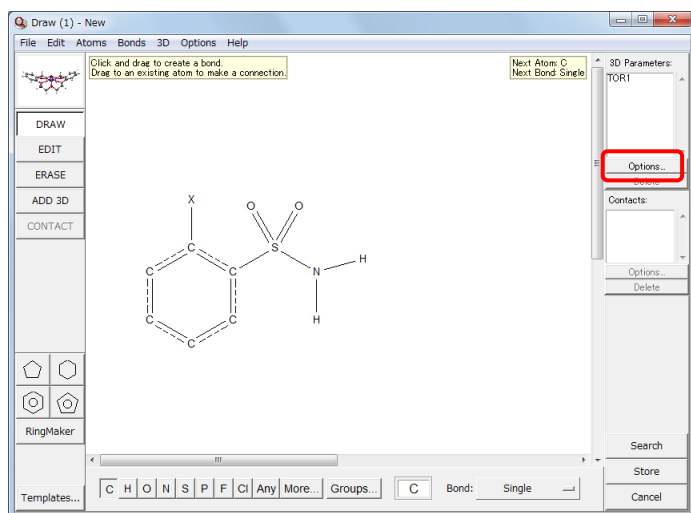 Draw (1) - New
File Edit Atoms Bonds 3D Options Help
Click and drag to create a bond.
Drag to an existing atom to make a connection.
Next Atom: C
Next Bond: Single
3D Parameters:
TOR1
Options...
Delete
Contacts:
Options...
Delete
DRAW
EDIT
ERASE
ADD 3D
CONTACT
X
O O
C S
C C N H
C C H
C
RingMaker
Templates...
C H O N S P F Cl Any More... Groups... C Bond: Single
Search
Store
Cancel